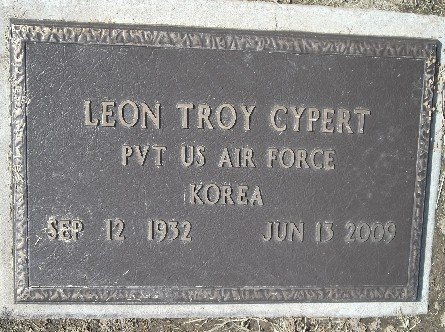 LEON TROY CYPERT
PVT US AIR FORCE
KOREA
SEP 12 1932 JUN 13 2009